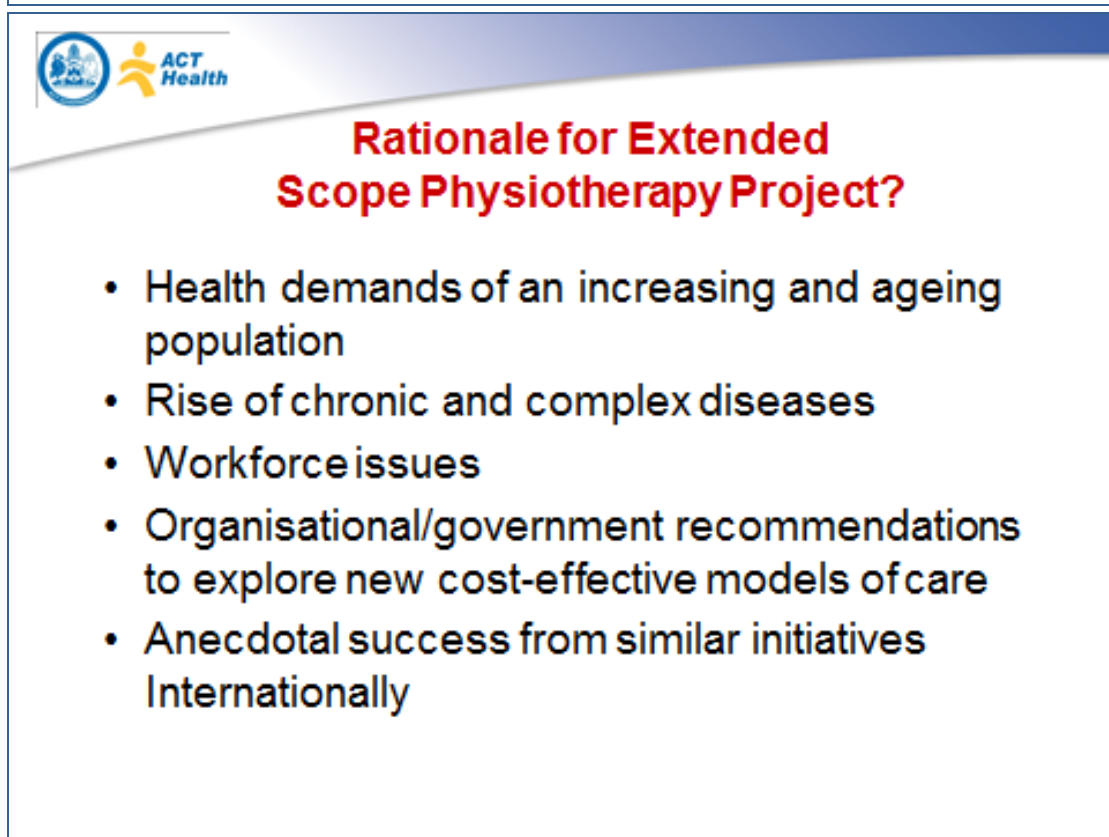 ACT
Health
Rationale for Extended
Scope Physiotherapy Project?
• Health demands of an increasing and ageing
population
• Rise of chronic and complex diseases
• Workforce issues
• Organisational/government recommendations
to explore new cost-effective models of care
• Anecdotal success from similar initiatives
Internationally